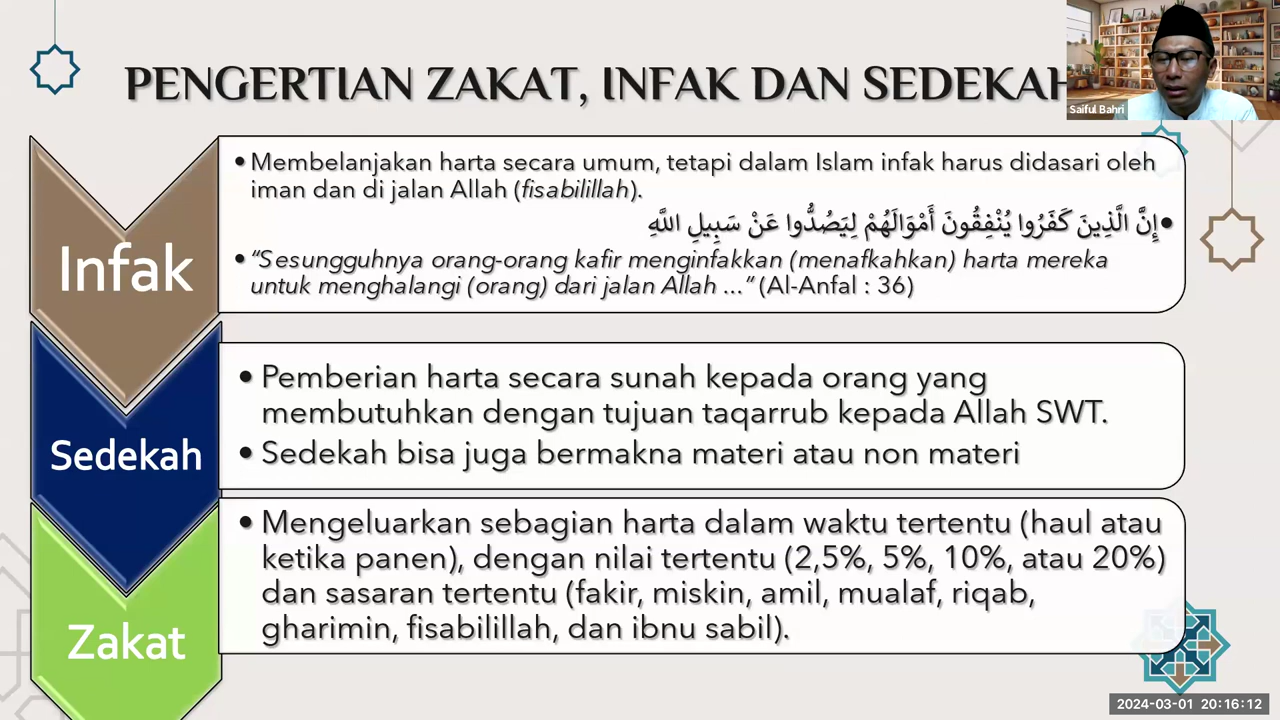 PENGERTIAN ZAKAT, INFAK DAN SEDEKAH
Saiful Bahri
Infak
• Membelanjakan harta secara umum, tetapi dalam Islam infak harus didasari oleh
iman dan di jalan Allah (fisabilillah).
• إِنَّ الَّذِينَ كَفَرُوا يُنْفِقُونَ أَمْوَالَهُمْ لِيَصُدُّوا عَنْ سَبِيلِ اللَّهِ
• “Sesungguhnya orang-orang kafir menginfakkan (menafkahkan) harta mereka
untuk menghalangi (orang) dari jalan Allah ...” (Al-Anfal : 36)
Sedekah
• Pemberian harta secara sunah kepada orang yang
membutuhkan dengan tujuan taqarrub kepada Allah SWT.
• Sedekah bisa juga bermakna materi atau non materi
Zakat
• Mengeluarkan sebagian harta dalam waktu tertentu (haul atau
ketika panen), dengan nilai tertentu (2,5%, 5%, 10%, atau 20%)
dan sasaran tertentu (fakir, miskin, amil, mualaf, riqab,
gharimin, fisabilillah, dan ibnu sabil).
2024-03-01 20:16:12